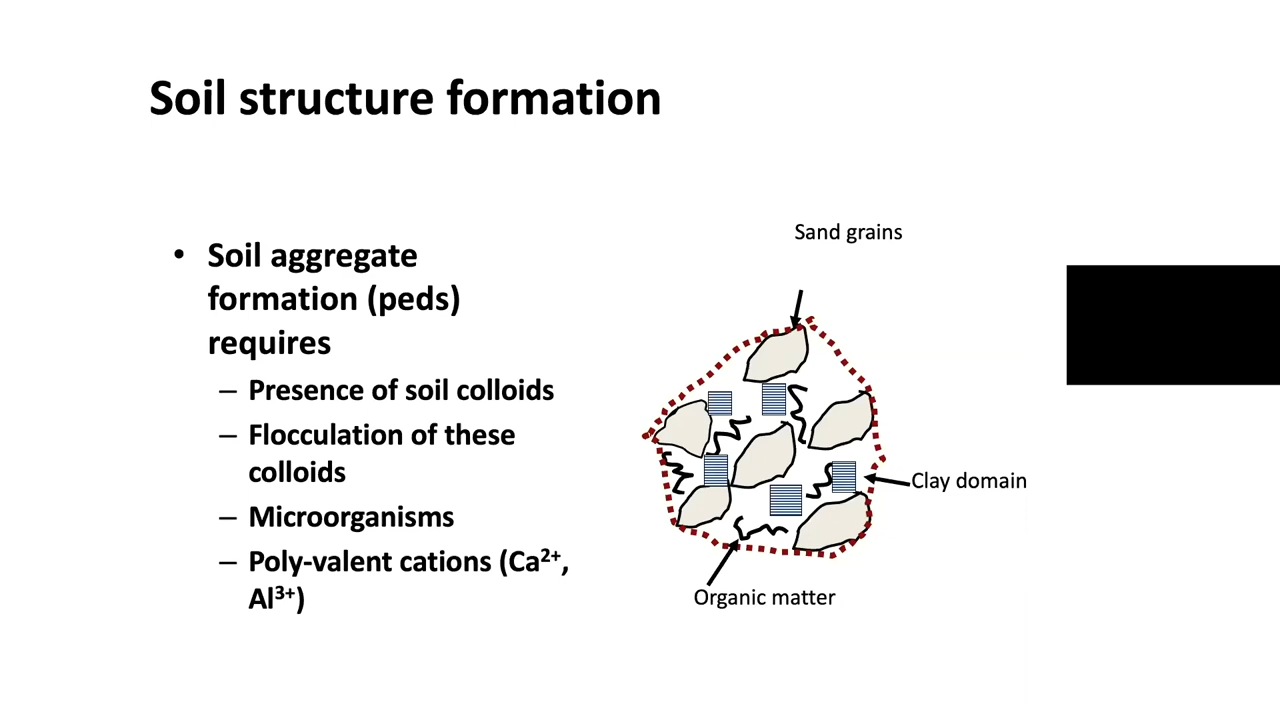 Soil structure formation
• Soil aggregate
formation (peds)
requires
– Presence of soil colloids
– Flocculation of these
colloids
– Microorganisms
– Poly-valent cations (Ca²⁺,
Al³⁺)
Sand grains
Clay domain
Organic matter